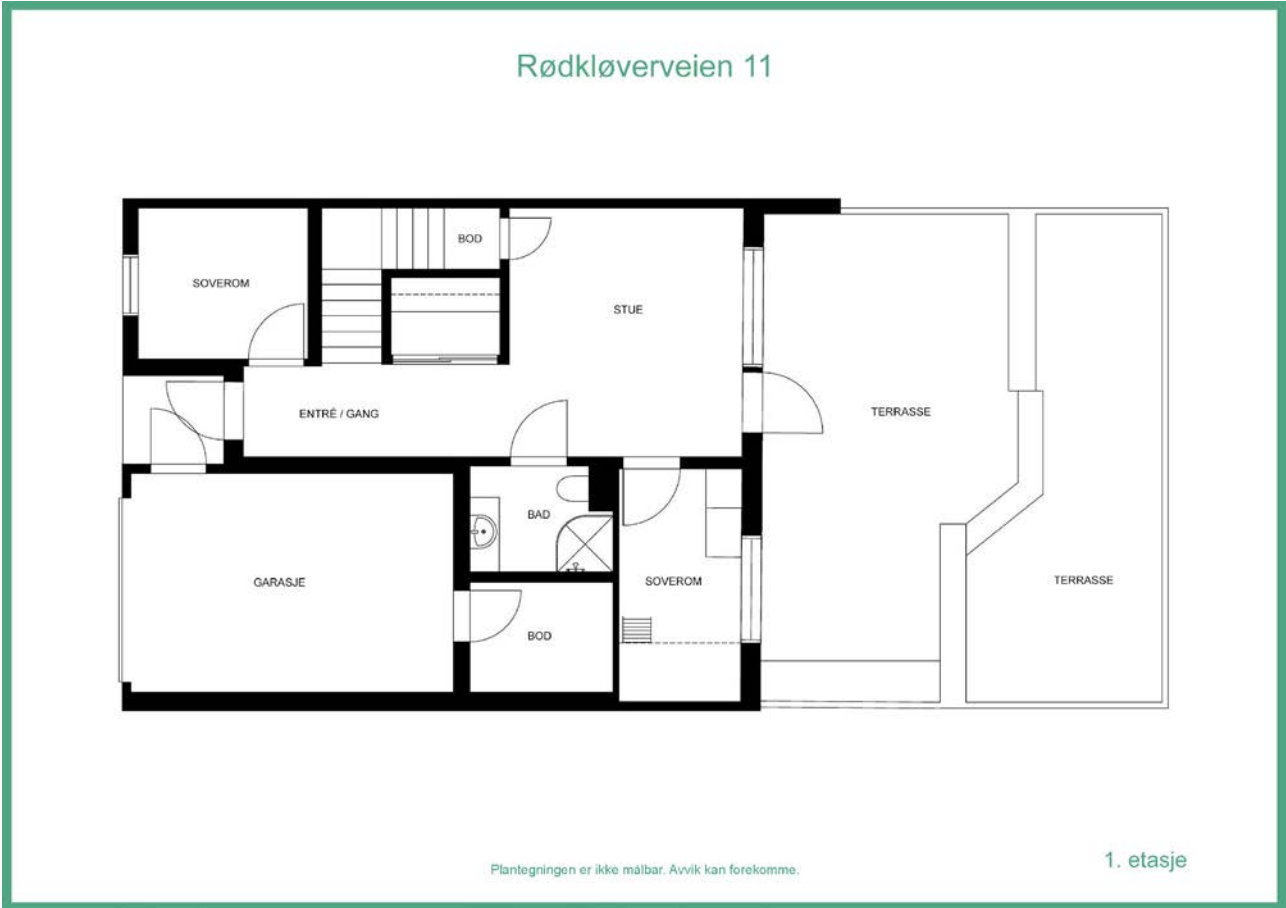 Rødkløverveien 11
BOD
SOVEROM
STUE
ENTRÉ / GANG
TERRASSE
BAD
GARASJE
SOVEROM
TERRASSE
BOD
Plantegningen er ikke målbar. Avvik kan forekomme.
1. etasje